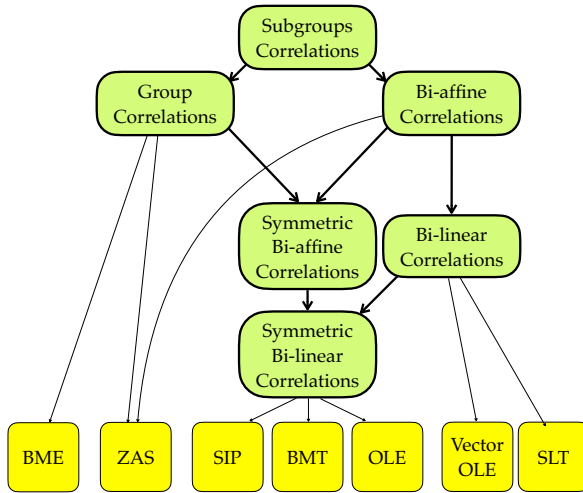 Subgroups
Correlations
Group
Correlations
Bi-affine
Correlations
Symmetric
Bi-affine
Correlations
Bi-linear
Correlations
Symmetric
Bi-linear
Correlations
BME
ZAS
SIP
BMT
OLE
Vector
OLE
SLT